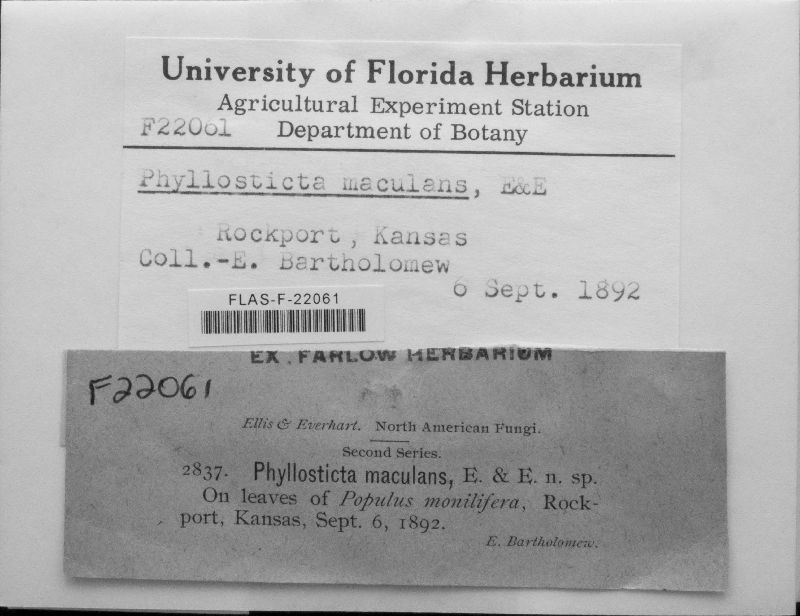 University of Florida Herbarium
Agricultural Experiment Station
F22061 Department of Botany
Phyllosticta maculans, E&E
Rockport, Kansas
Coll.-E. Bartholomew
6 Sept. 1892
FLAS-F-22061
EX. FARLOW HERBARIUM
F22061
Ellis & Everhart. North American Fungi.
Second Series.
2837. Phyllosticta maculans, E. & E. n. sp.
On leaves of Populus monilifera, Rock-
port, Kansas, Sept. 6, 1892.
E. Bartholomew.